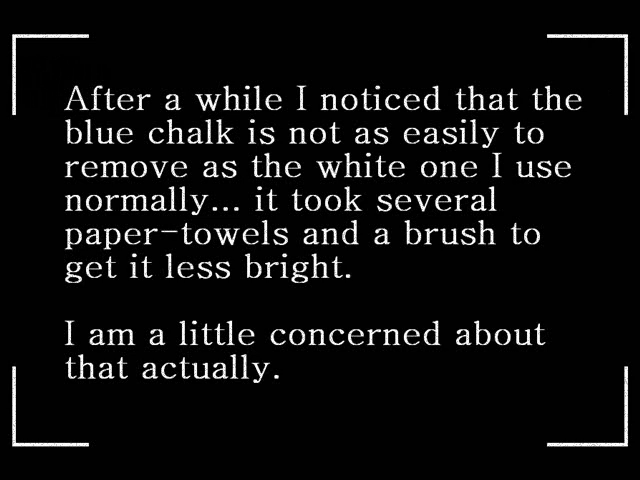 After a while I noticed that the
blue chalk is not as easily to
remove as the white one I use
normally... it took several
paper-towels and a brush to
get it less bright.
I am a little concerned about
that actually.